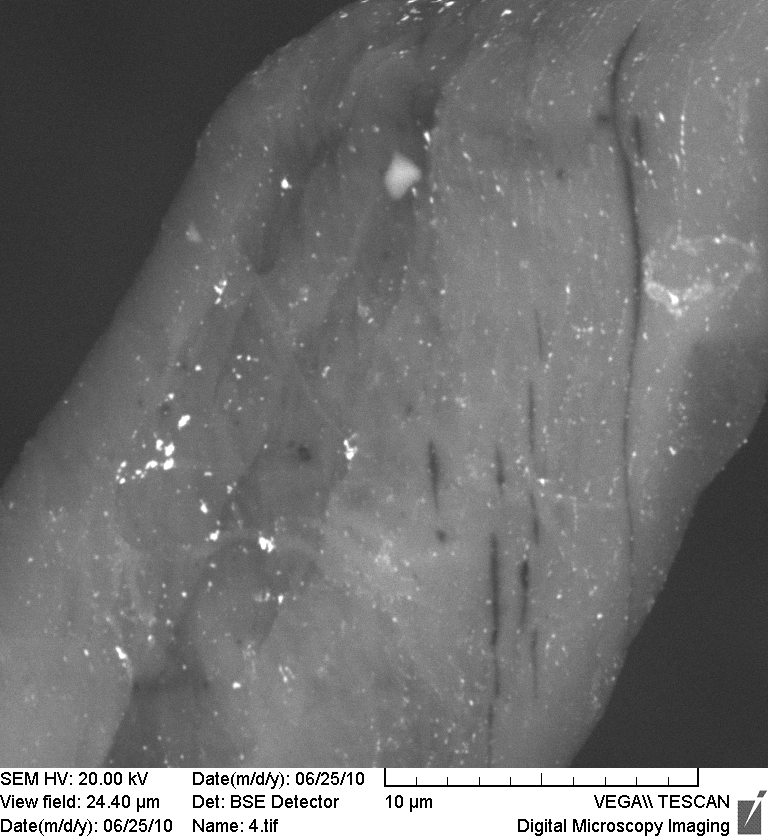 SEM HV: 20.00 kV Date(m/d/y): 06/25/10
View field: 24.40 µm Det: BSE Detector 10 µm VEGA\\ TESCAN
Date(m/d/y): 06/25/10 Name: 4.tif Digital Microscopy Imaging